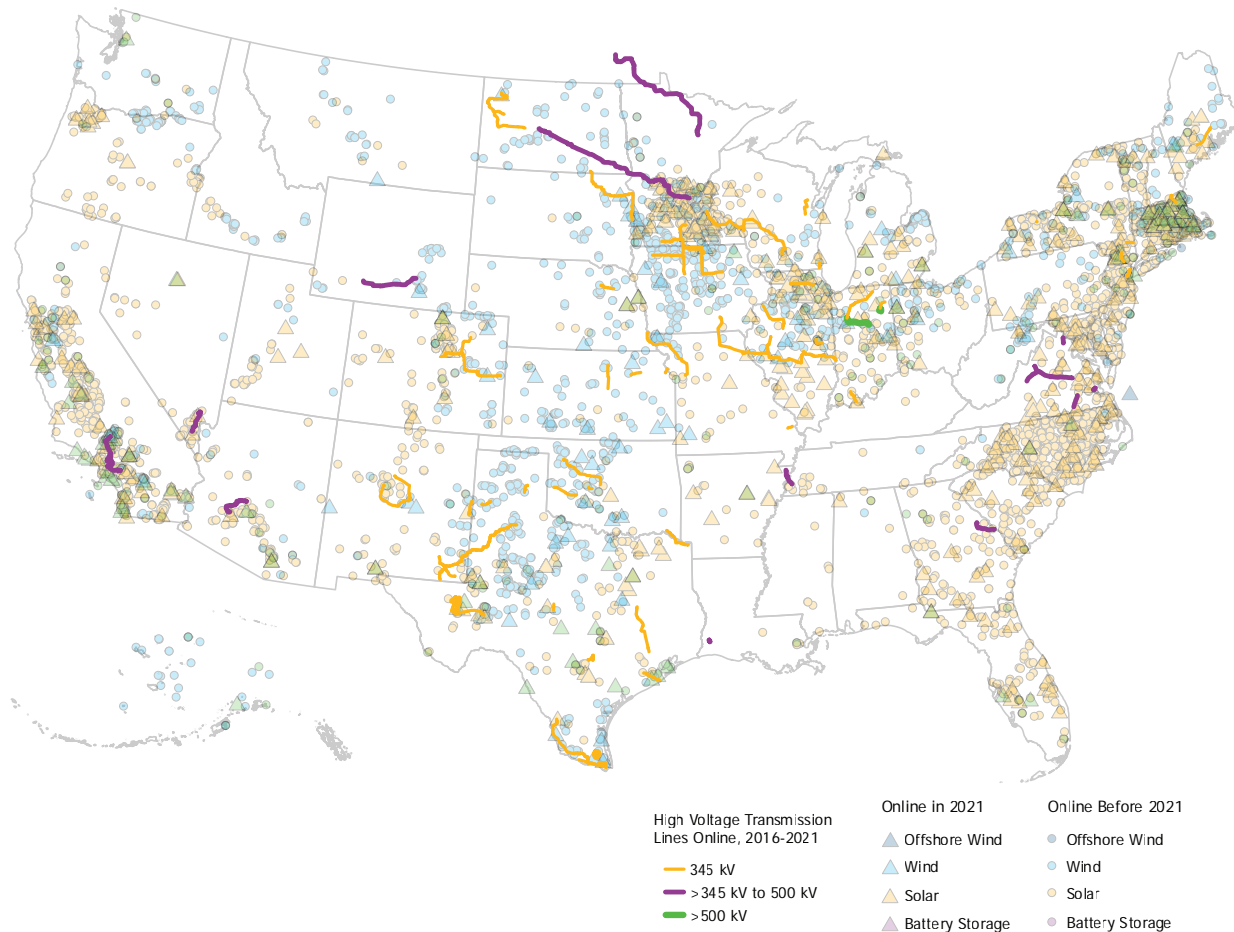 High Voltage Transmission
Lines Online, 2016-2021
345 kV
>345 kV to 500 kV
>500 kV
Online in 2021
Offshore Wind
Wind
Solar
Battery Storage
Online Before 2021
Offshore Wind
Wind
Solar
Battery Storage